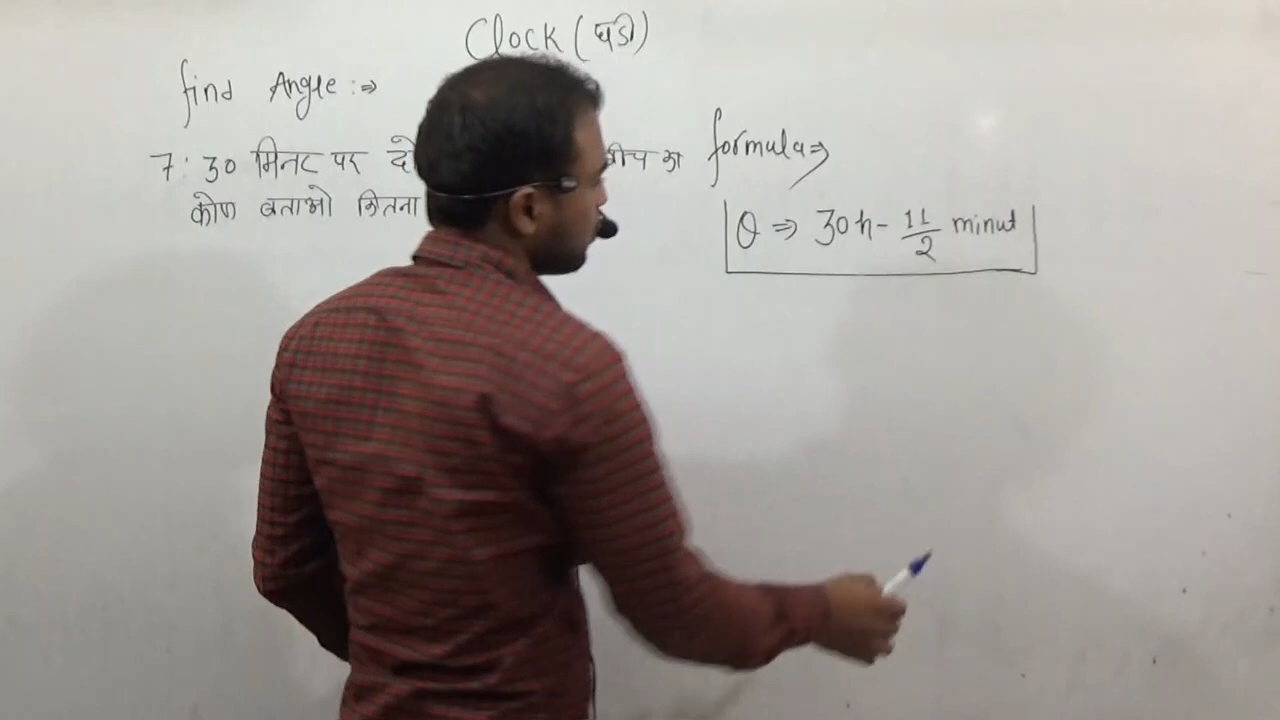 Clock (घडी)
find Angle :⇒
7:30 मिनट पर दो बीच का
कोण बताओ कितना
formula⇒
θ ⇒ 30h - 11/2 minut